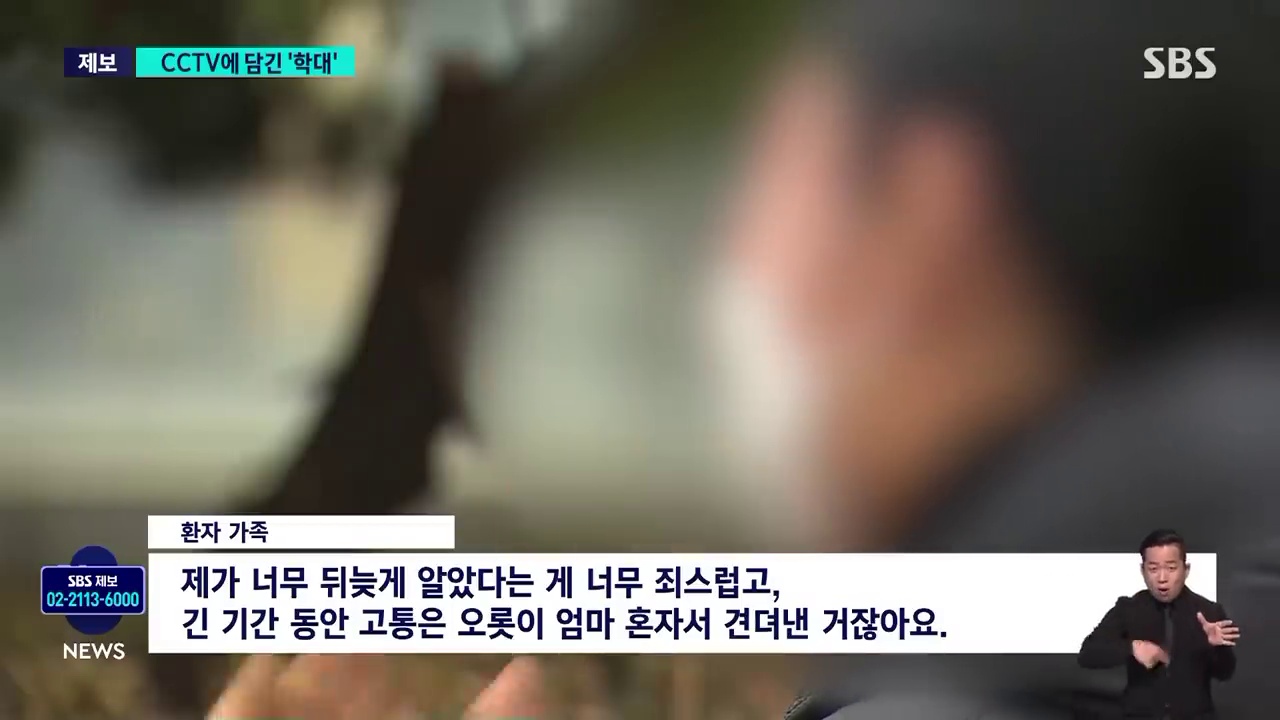 제보 CCTV에 담긴 '학대'
SBS
환자 가족
제가 너무 뒤늦게 알았다는 게 너무 죄스럽고,
긴 기간 동안 고통은 오롯이 엄마 혼자서 견뎌낸 거잖아요.
SBS 제보
02-2113-6000
NEWS